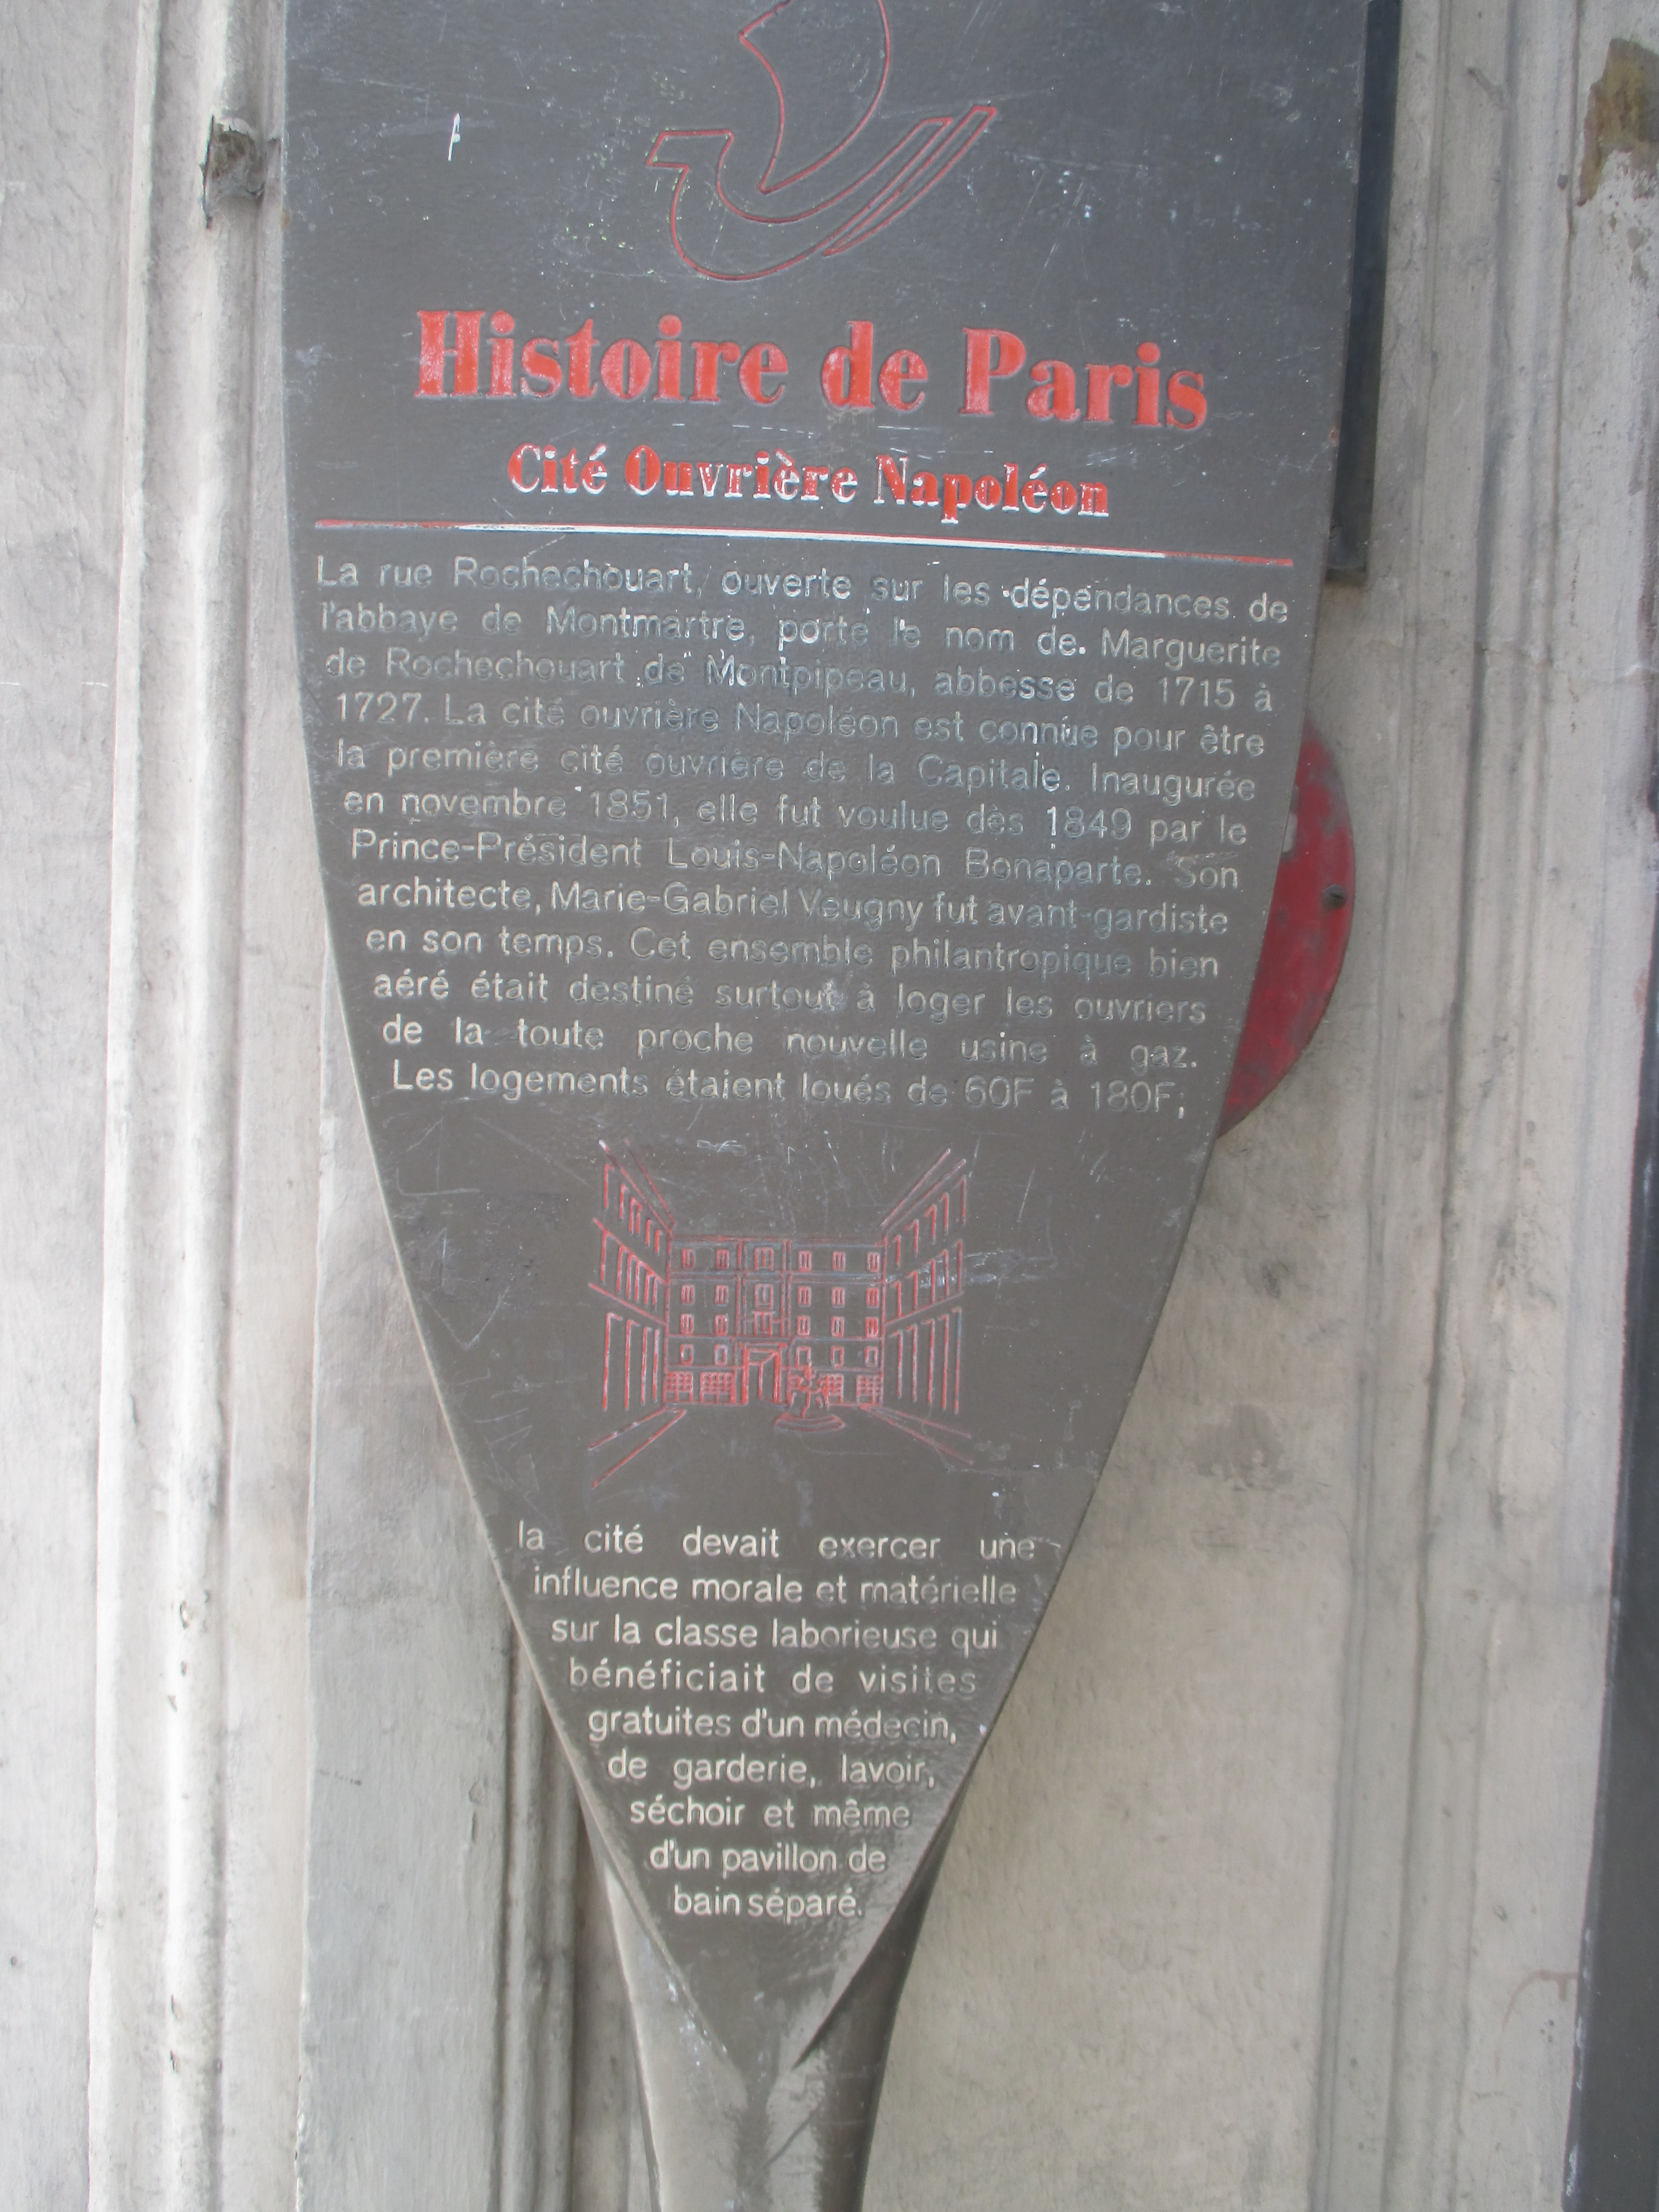 Histoire de Paris
Cité Ouvrière Napoléon
La rue Rochechouart, ouverte sur les dépendances de
l'abbaye de Montmartre, porte le nom de Marguerite
de Rochechouart de Montpipeau, abbesse de 1715 à
1727. La cité ouvrière Napoléon est connue pour être
la première cité ouvrière de la Capitale. Inaugurée
en novembre 1851, elle fut voulue dès 1849 par le
Prince-Président Louis-Napoléon Bonaparte. Son
architecte, Marie-Gabriel Veugny fut avant-gardiste
en son temps. Cet ensemble philantropique bien
aéré était destiné surtout à loger les ouvriers
de la toute proche nouvelle usine à gaz.
Les logements étaient loués de 60F à 180F;
la cité devait exercer une
influence morale et matérielle
sur la classe laborieuse qui
bénéficiait de visites
gratuites d'un médecin,
de garderie, lavoir,
séchoir et même
d'un pavillon de
bain séparé.